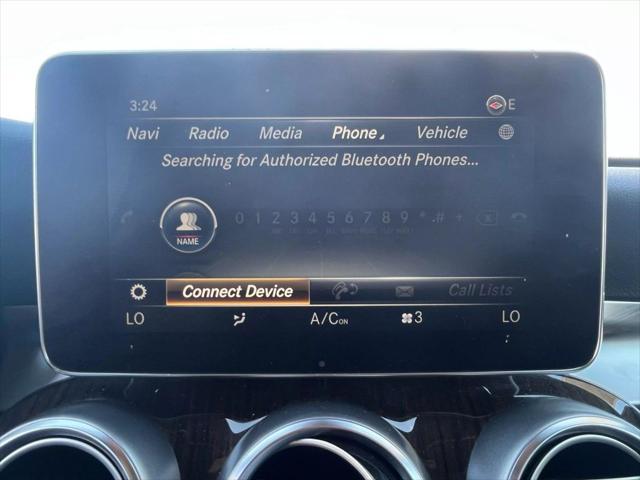 3:24 E
Navi Radio Media Phone Vehicle
Searching for Authorized Bluetooth Phones...
0 1 2 3 4 5 6 7 8 9 * # +
NAME
Connect Device Call Lists
LO A/C ON 3 LO